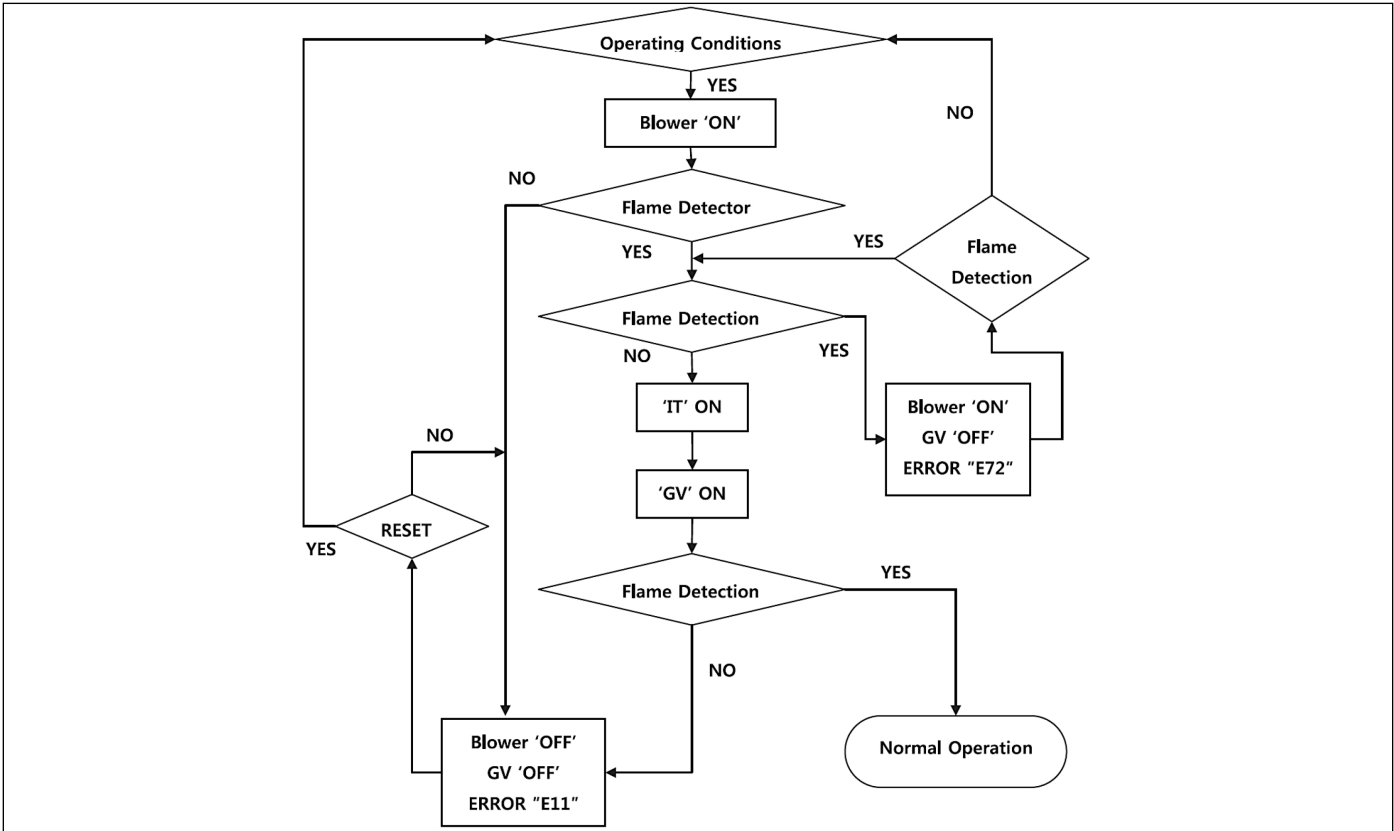 Operating Conditions
YES
Blower ‘ON’
NO
NO
Flame Detector
YES
YES
Flame
Detection
Flame Detection
NO
YES
‘IT’ ON
Blower ‘ON’
GV ‘OFF’
ERROR "E72"
NO
‘GV’ ON
RESET
YES
Flame Detection
YES
NO
Blower ‘OFF’
GV ‘OFF’
ERROR "E11"
Normal Operation